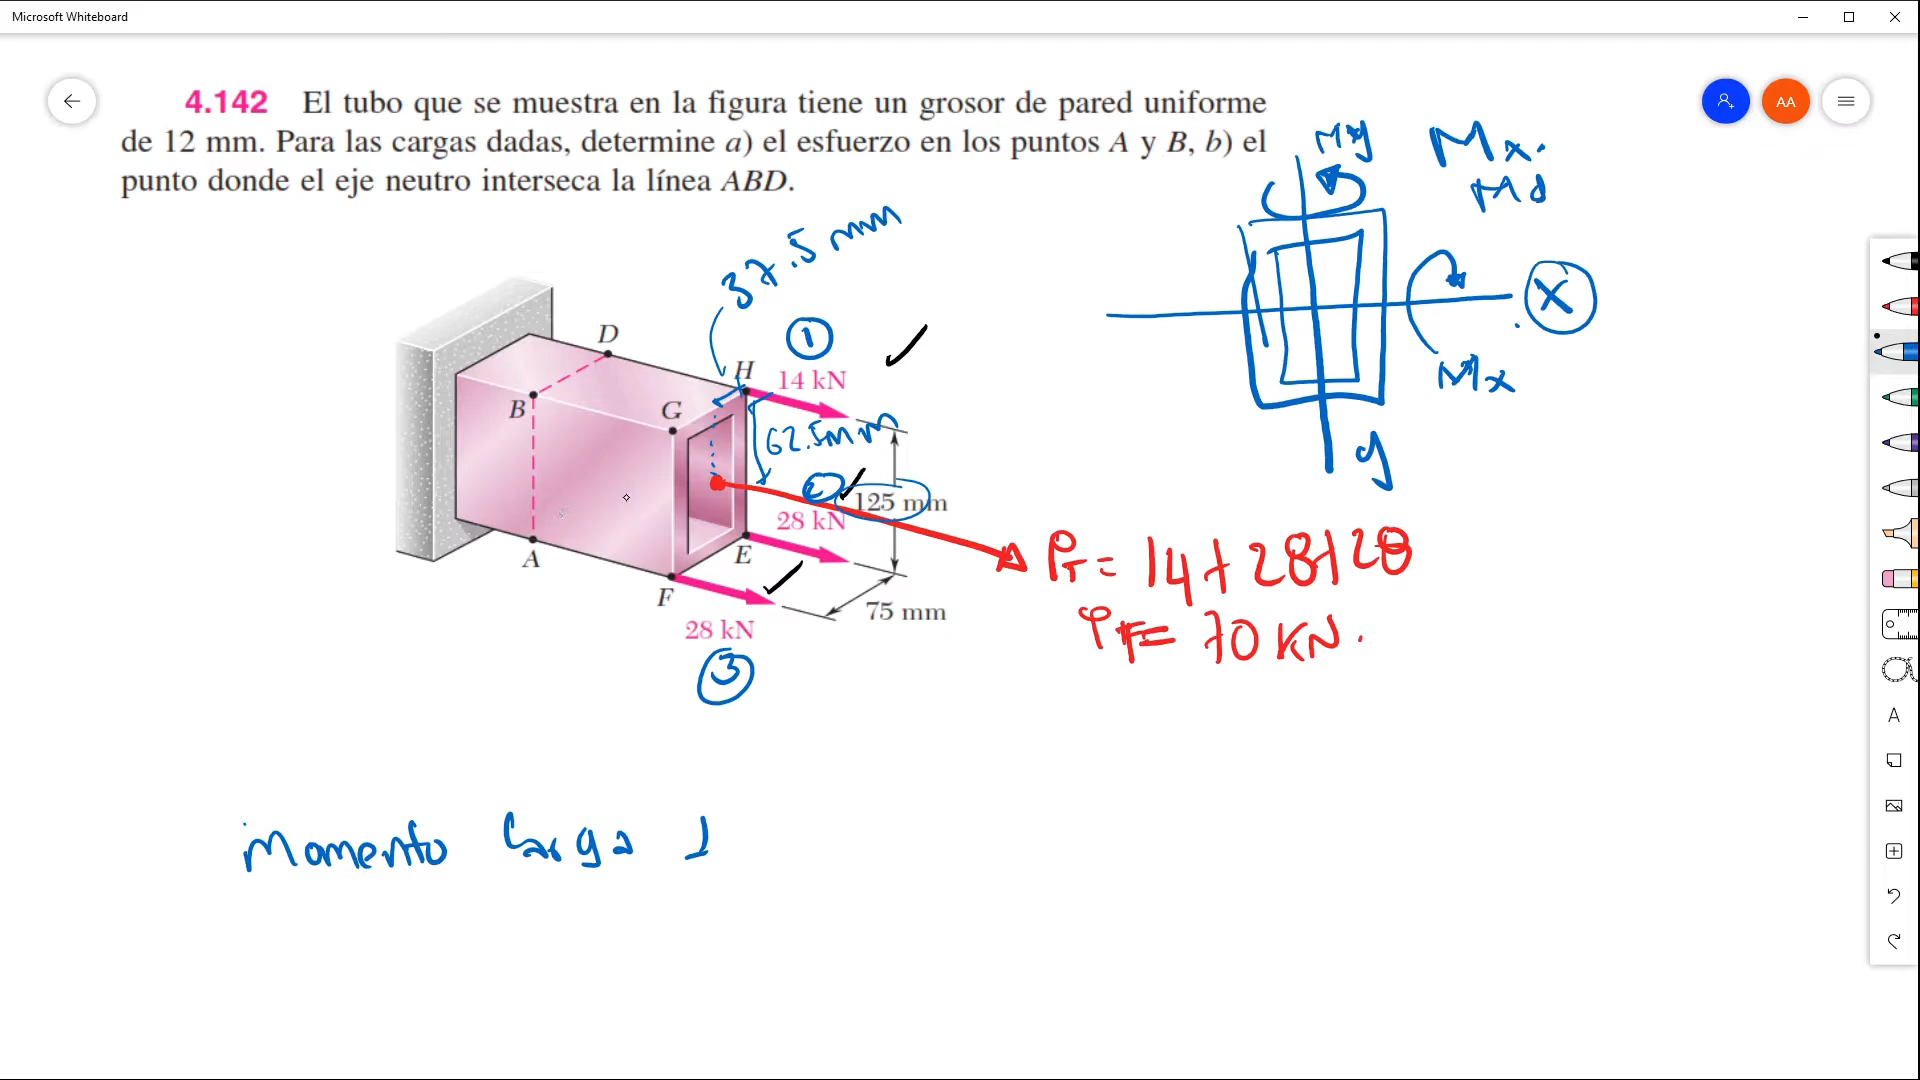 Microsoft Whiteboard
4.142 El tubo que se muestra en la figura tiene un grosor de pared uniforme
de 12 mm. Para las cargas dadas, determine a) el esfuerzo en los puntos A y B, b) el
punto donde el eje neutro interseca la línea ABD.
AA
My
Mx.
My
37.5 mm
D
1
H
14 kN
X
B
G
Mx
62.5mm
2
125 mm
28 kN
y
A
E
PT = 14+28+28
F
75 mm
28 kN
PT = 70 KN.
3
Momento Carga 1
A